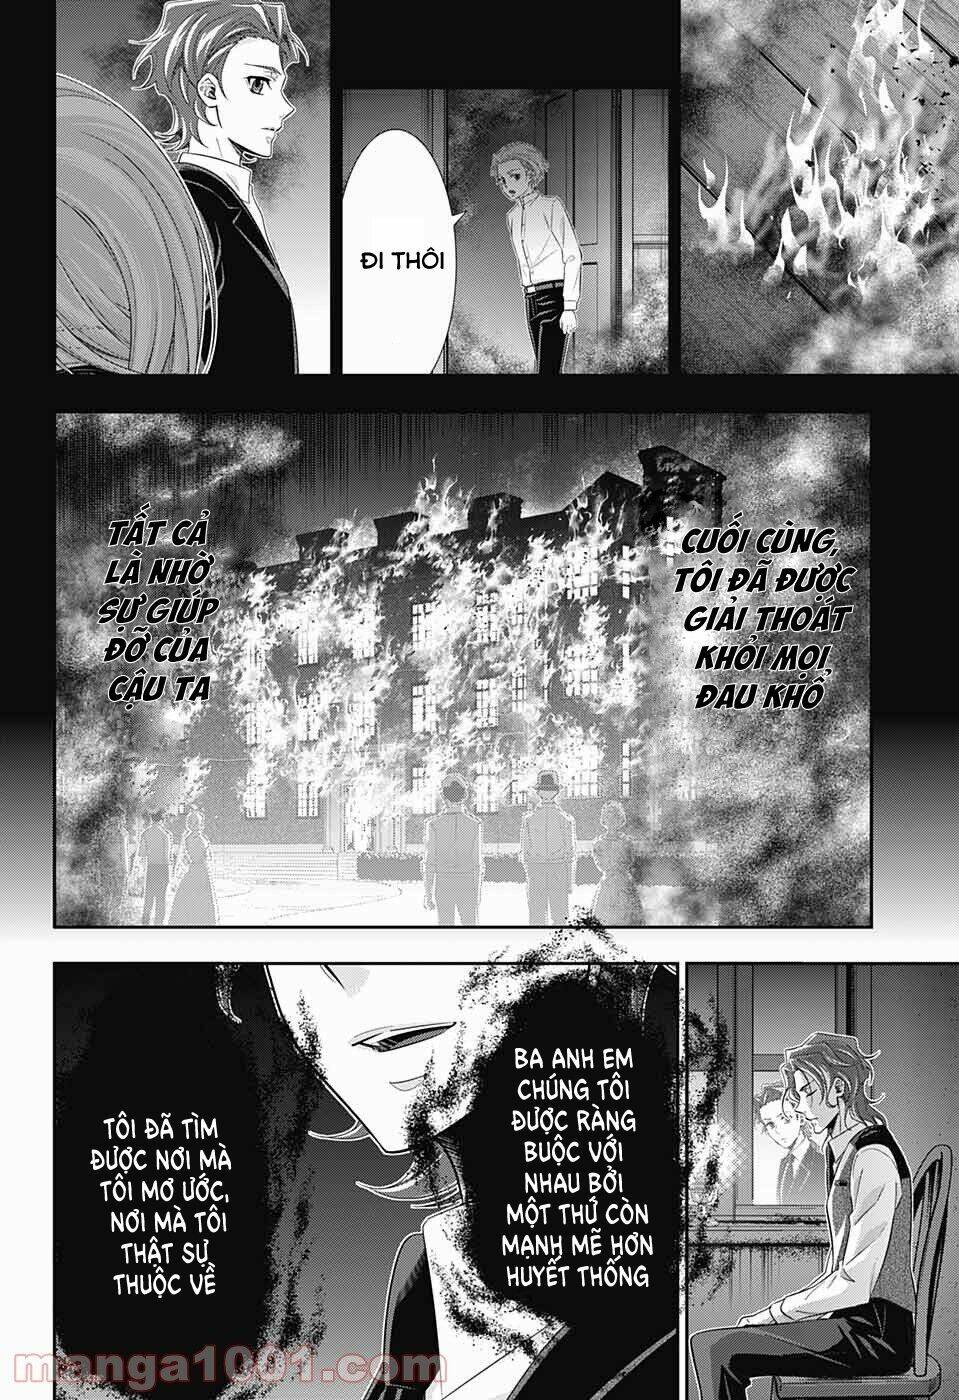 ĐI THÔI
CUỐI CÙNG,
TÔI ĐÃ ĐƯỢC
GIẢI THOÁT
KHỎI MỌI
ĐAU KHỔ
TẤT CẢ
LÀ NHỜ
SỰ GIÚP
ĐỠ CỦA
CẬU TA
BA ANH EM
CHÚNG TÔI
ĐƯỢC RÀNG
BUỘC VỚI
NHAU BỞI
MỘT THỨ CÒN
MẠNH MẼ HƠN
HUYẾT THỐNG
TÔI ĐÃ TÌM
ĐƯỢC NƠI MÀ
TÔI MƠ ƯỚC,
NƠI MÀ TÔI
THẬT SỰ
THUỘC VỀ
manga1001.com